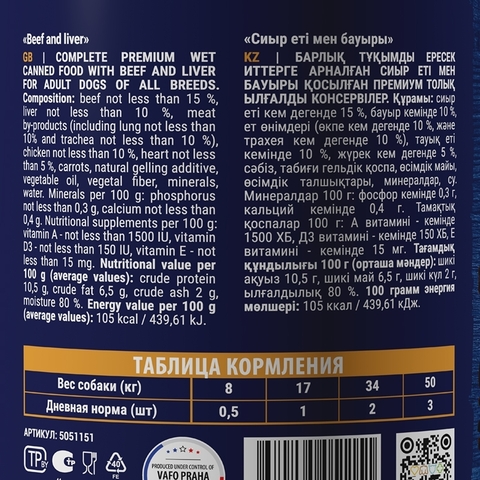 «Beef and liver»
GB | COMPLETE PREMIUM WET
CANNED FOOD WITH BEEF AND LIVER
FOR ADULT DOGS OF ALL BREEDS.
Composition: beef not less than 15 %,
liver not less than 10 %, meat
by-products (including lung not less than
10% and trachea not less than 10 %),
chicken not less than 10 %, heart not less
than 5 %, carrots, natural gelling additive,
vegetable oil, vegetal fiber, minerals,
water. Minerals per 100 g: phosphorus
not less than 0,3 g, calcium not less than
0,4 g. Nutritional supplements per 100 g:
vitamin A - not less than 1500 IU, vitamin
D3 - not less than 150 IU, vitamin E - not
less than 15 mg. Nutritional value per
100 g (average values): crude protein
10,5 g, crude fat 6,5 g, crude ash 2 g,
moisture 80 %. Energy value per 100 g
(average values): 105 kcal / 439,61 kJ.
«Сиыр еті мен бауыры»
KZ | БАРЛЫҚ ТҰҚЫМДЫ ЕРЕСЕК
ИТТЕРГЕ АРНАЛҒАН СИЫР ЕТІ МЕН
БАУЫРЫ ҚОСЫЛҒАН ПРЕМИУМ ТОЛЫҚ
ЫЛҒАЛДЫ КОНСЕРВІЛЕР. Құрамы: сиыр
еті кем дегенде 15 %, бауыр кемінде 10 %,
ет өнімдері (өкпе кем дегенде 10 %, және
трахея кем дегенде 10 %), тауық еті
кемінде 10 %, жүрек кем дегенде 5 %,
сәбіз, табиғи гельдік қоспа, өсімдік майы,
өсімдік талшықтары, минералдар, су.
Минералдар 100 г: фосфор кемінде 0,3 г,
кальций кемінде 0,4 г. Тамақтық
қоспалар 100 г: А витамині - кемінде
1500 ХБ, Д3 витамині - кемінде 150 ХБ, Е
витамині - кемінде 15 мг. Тағамдық
құндылығы 100 г (орташа мәндер): шикі
ақуыз 10,5 г, шикі май 6,5 г, шикі күл 2 г,
ылғалдылық 80 %. 100 грамм энергия
мөлшері: 105 ккал / 439,61 кДж.
ТАБЛИЦА КОРМЛЕНИЯ
Вес собаки (кг) 8 17 34 50
Дневная норма (шт) 0,5 1 2 3
АРТИКУЛ: 5051151
TP BY
40
FE
PRODUCED UNDER CONTROL OF
VAFO PRAHA